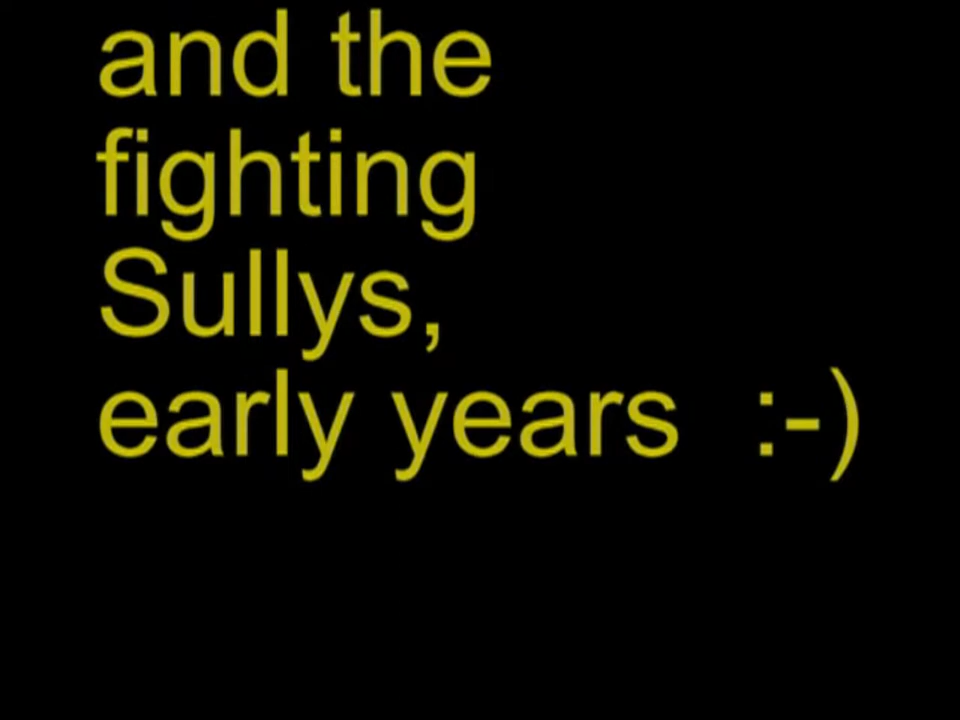 and the
fighting
Sullys,
early years  :-)